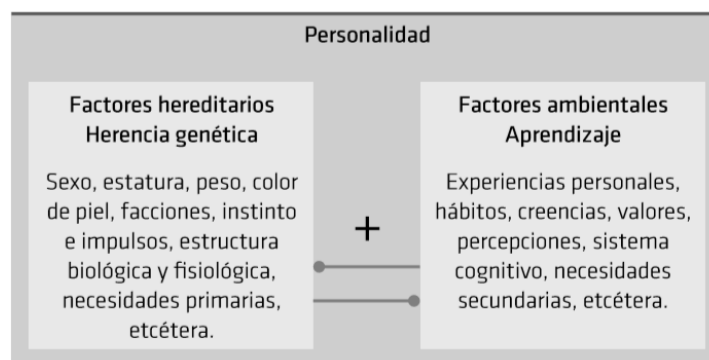 Personalidad
Factores hereditarios
Herencia genética
Sexo, estatura, peso, color
de piel, facciones, instinto
e impulsos, estructura
biológica y fisiológica,
necesidades primarias,
etcétera.
+
Factores ambientales
Aprendizaje
Experiencias personales,
hábitos, creencias, valores,
percepciones, sistema
cognitivo, necesidades
secundarias, etcétera.